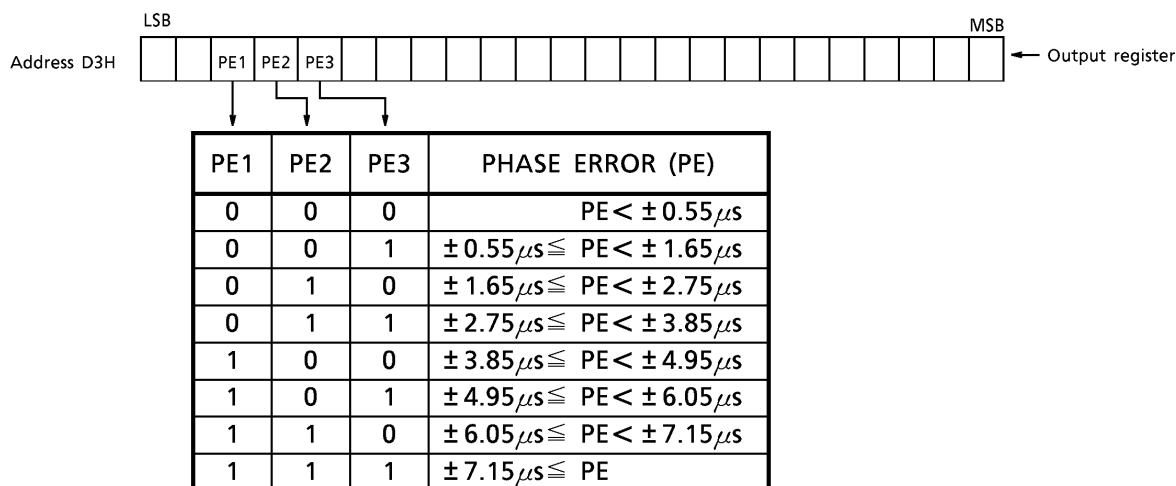 LSB MSB
Address D3H PE1 PE2 PE3 Output register
PE1 PE2 PE3 PHASE ERROR (PE)
0 0 0 PE< ±0.55μs
0 0 1 ±0.55μs≦ PE< ±1.65μs
0 1 0 ±1.65μs≦ PE< ±2.75μs
0 1 1 ±2.75μs≦ PE< ±3.85μs
1 0 0 ±3.85μs≦ PE< ±4.95μs
1 0 1 ±4.95μs≦ PE< ±6.05μs
1 1 0 ±6.05μs≦ PE< ±7.15μs
1 1 1 ±7.15μs≦ PE